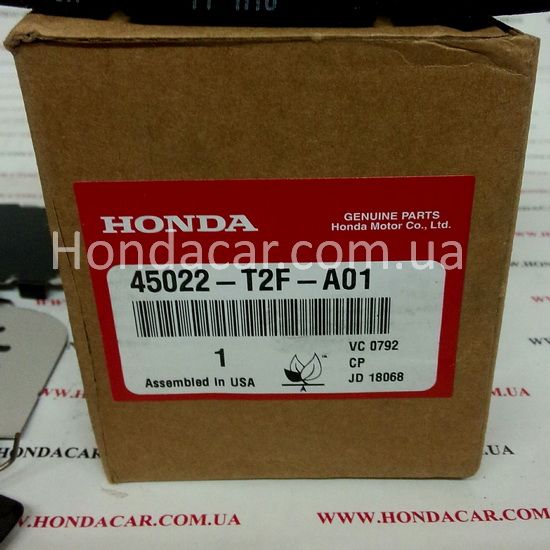 HONDA
GENUINE PARTS
Honda Motor Co., Ltd.
Hondacar.com.ua
45022-T2F-A01
1
VC 0792
CP
Assembled In USA
JD 18068
A
HONDACAR.COM.UA
WWW.HONDACAR.COM.UA